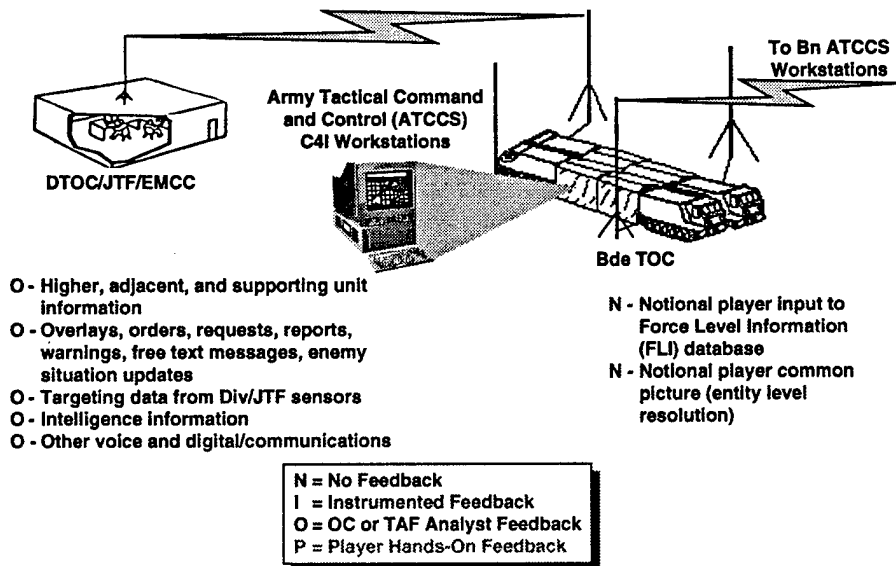 To Bn ATCCS
Workstations
Army Tactical Command
and Control (ATCCS)
C4I Workstations
DTOC/JTF/EMCC
Bde TOC
O - Higher, adjacent, and supporting unit
information
O - Overlays, orders, requests, reports,
warnings, free text messages, enemy
situation updates
O - Targeting data from Div/JTF sensors
O - Intelligence information
O - Other voice and digital/communications
N - Notional player input to
Force Level Information
(FLI) database
N - Notional player common
picture (entity level
resolution)
N = No Feedback
I = Instrumented Feedback
O = OC or TAF Analyst Feedback
P = Player Hands-On Feedback